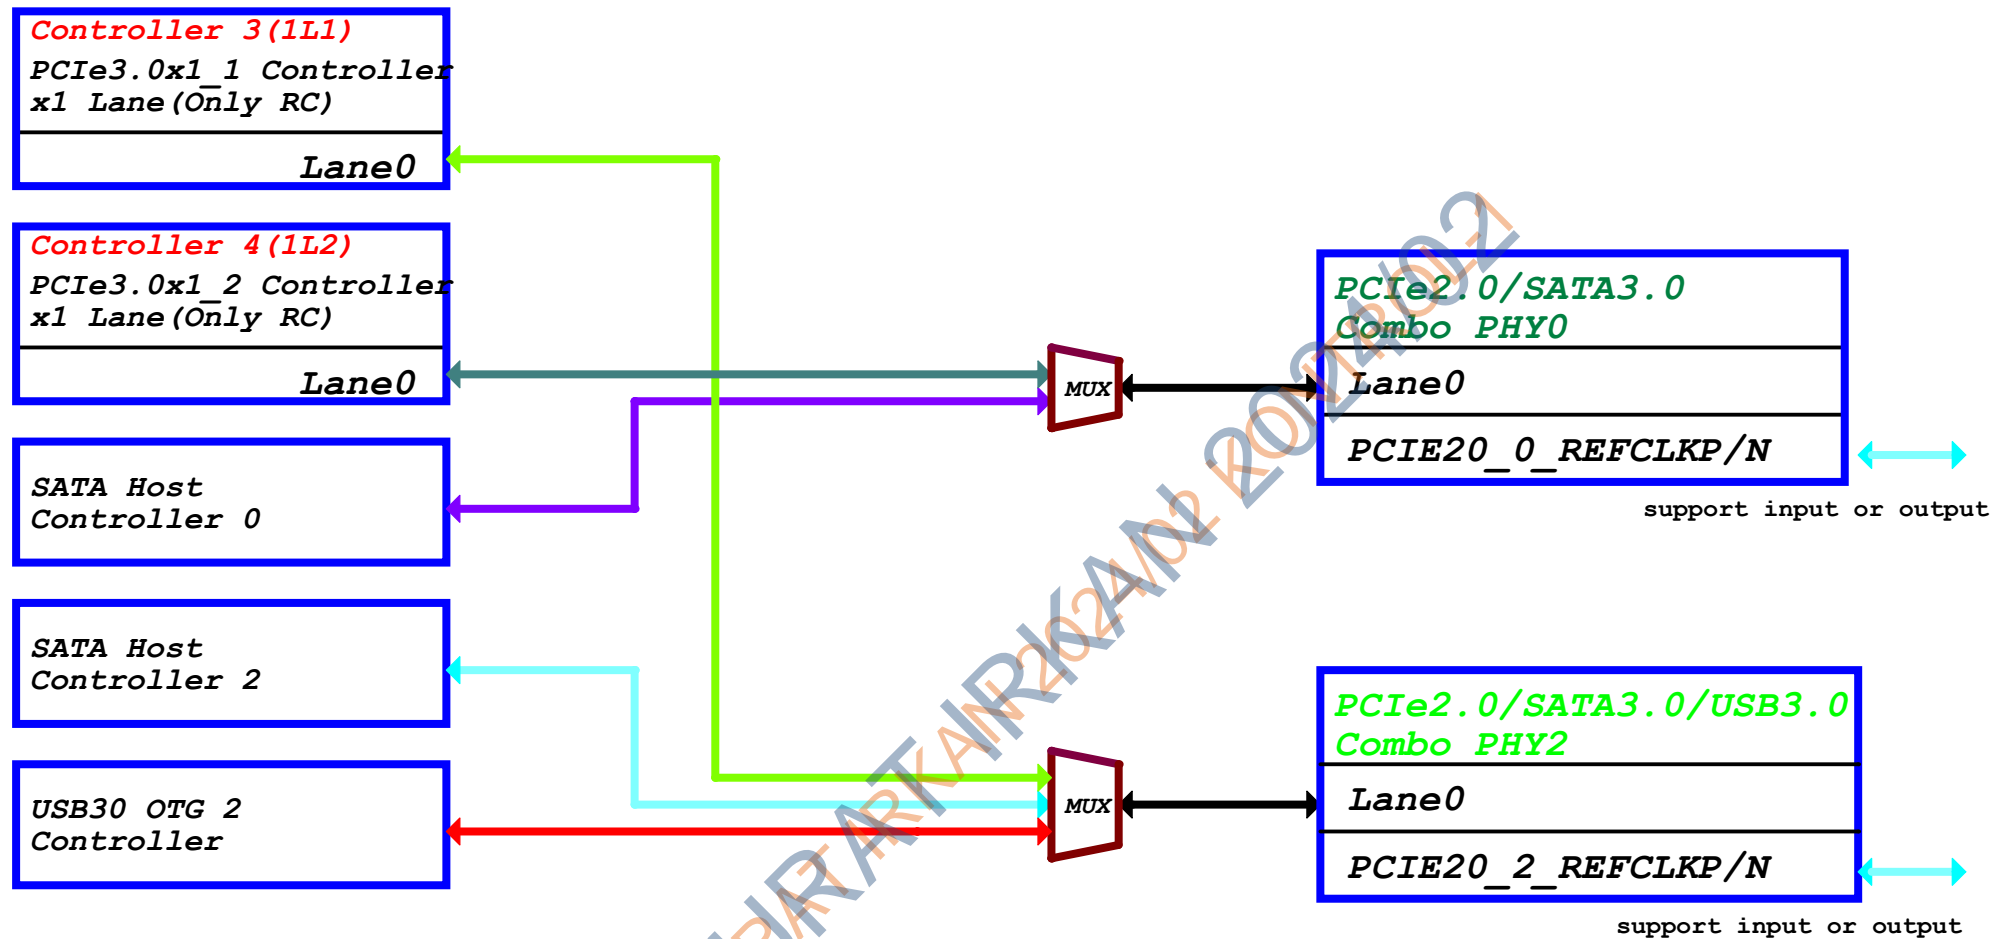 Controller 3(1L1)
PCIe3.0x1_1 Controller
x1 Lane(Only RC)
Lane0
Controller 4(1L2)
PCIe3.0x1_2 Controller
x1 Lane(Only RC)
Lane0
SATA Host
Controller 0
SATA Host
Controller 2
USB30 OTG 2
Controller
MUX
MUX
PCIe2.0/SATA3.0
Combo PHY0
Lane0
PCIE20_0_REFCLKP/N
support input or output
PCIe2.0/SATA3.0/USB3.0
Combo PHY2
Lane0
PCIE20_2_REFCLKP/N
support input or output